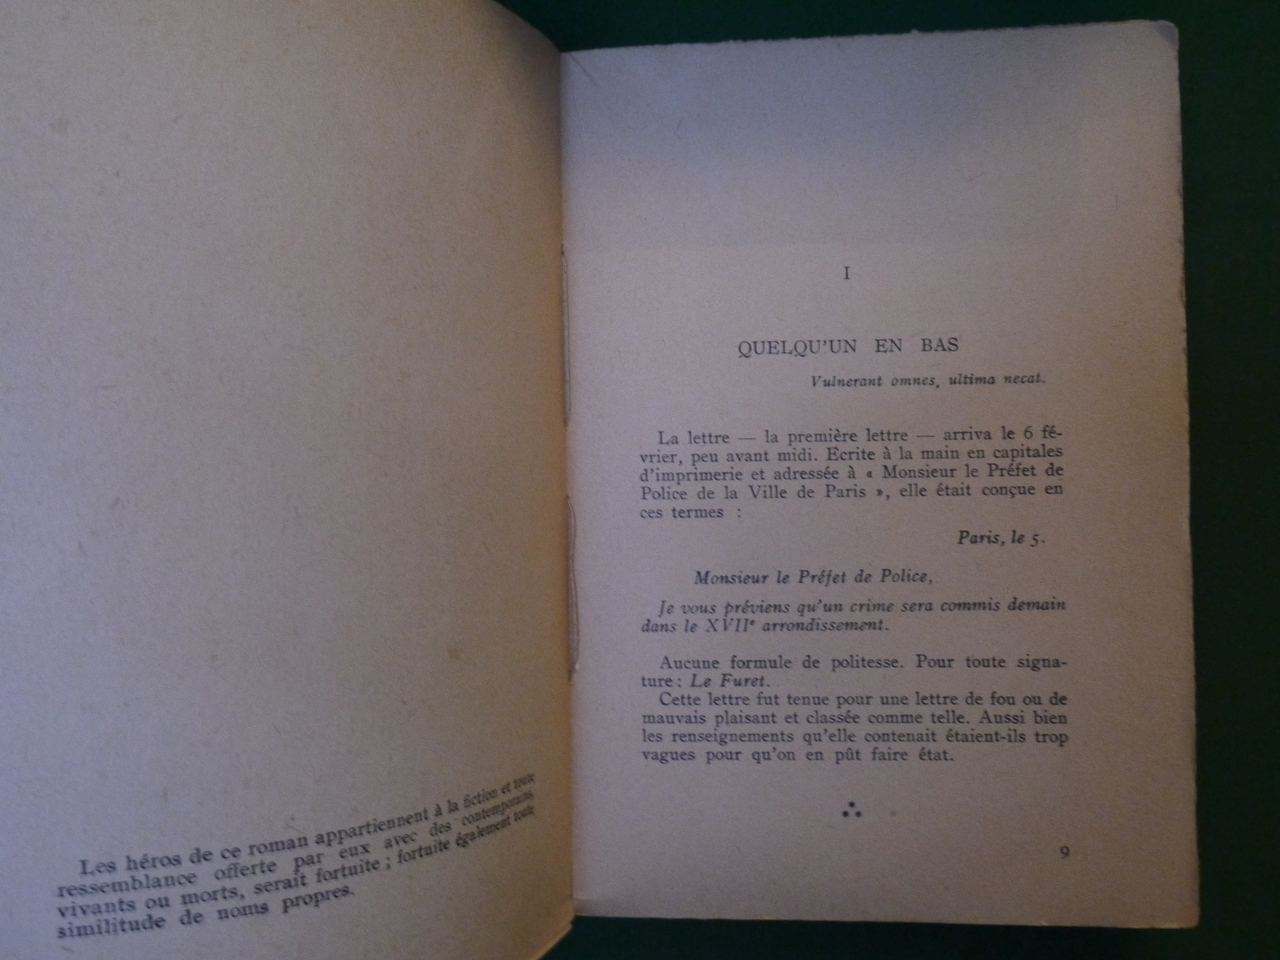 Les héros de ce roman appartiennent à la fiction et toute
ressemblance offerte par eux avec des contemporains
vivants ou morts, serait fortuite ; fortuite également toute
similitude de noms propres.
I
QUELQU'UN EN BAS
Vulnerant omnes, ultima necat.
La lettre — la première lettre — arriva le 6 fé-
vrier, peu avant midi. Ecrite à la main en capitales
d'imprimerie et adressée à « Monsieur le Préfet de
Police de la Ville de Paris », elle était conçue en
ces termes :
Paris, le 5.
Monsieur le Préfet de Police,
Je vous préviens qu'un crime sera commis demain
dans le XVIIe arrondissement.
Aucune formule de politesse. Pour toute signa-
ture : Le Furet.
Cette lettre fut tenue pour une lettre de fou ou de
mauvais plaisant et classée comme telle. Aussi bien
les renseignements qu'elle contenait étaient-ils trop
vagues pour qu'on en pût faire état.
9